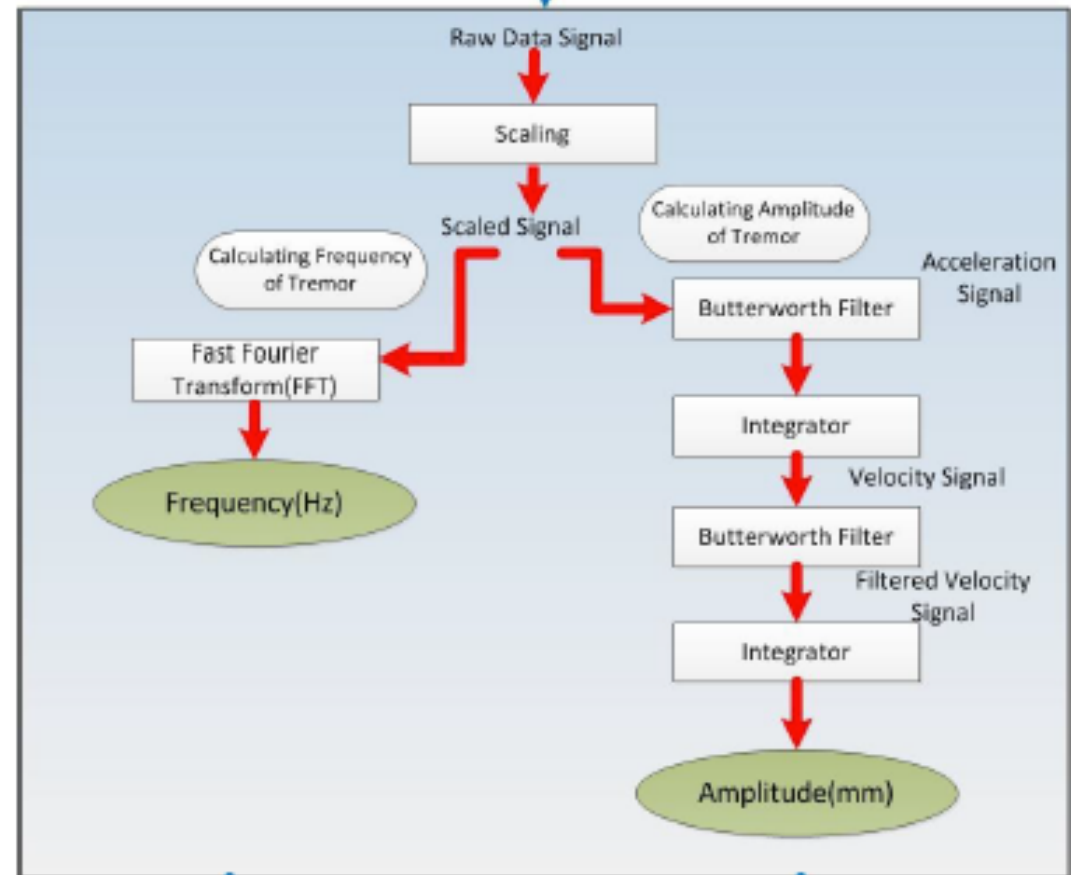 Raw Data Signal
Scaling
Scaled Signal
Calculating Frequency
of Tremor
Fast Fourier
Transform(FFT)
Frequency(Hz)
Calculating Amplitude
of Tremor
Acceleration
Signal
Butterworth Filter
Integrator
Velocity Signal
Butterworth Filter
Filtered Velocity
Signal
Integrator
Amplitude(mm)